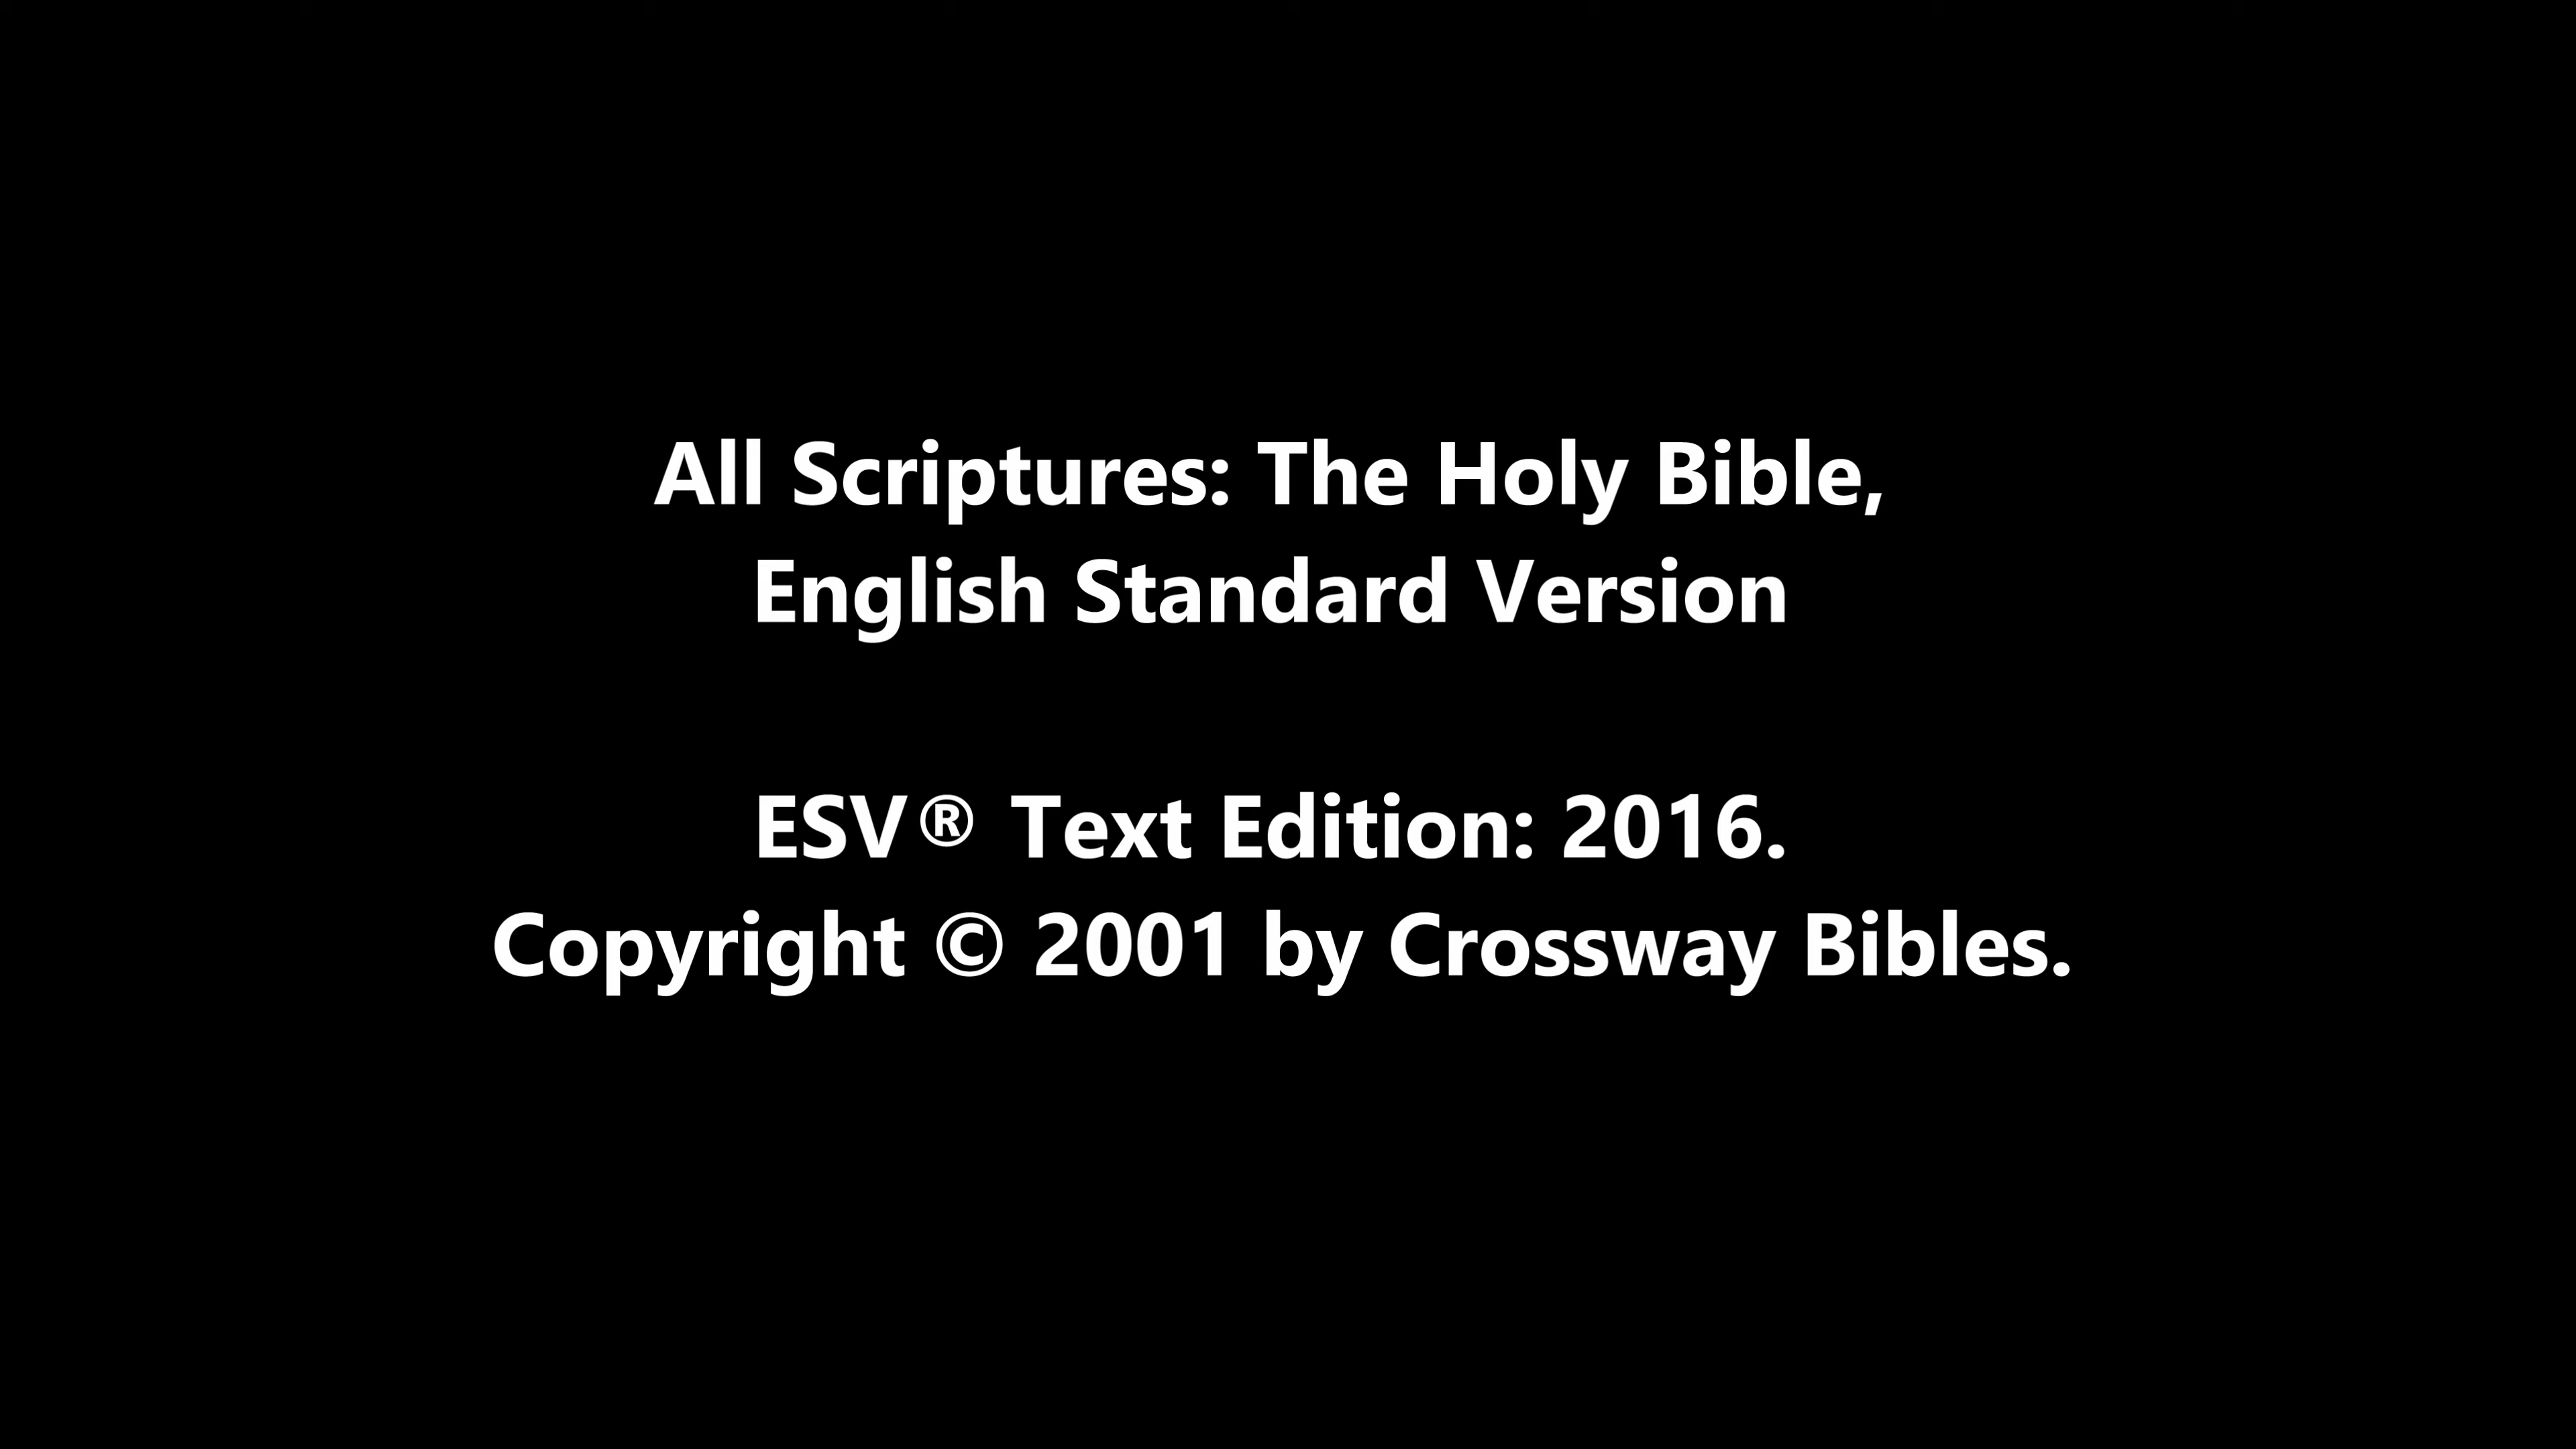 All Scriptures: The Holy Bible,
English Standard Version
ESV® Text Edition: 2016.
Copyright © 2001 by Crossway Bibles.